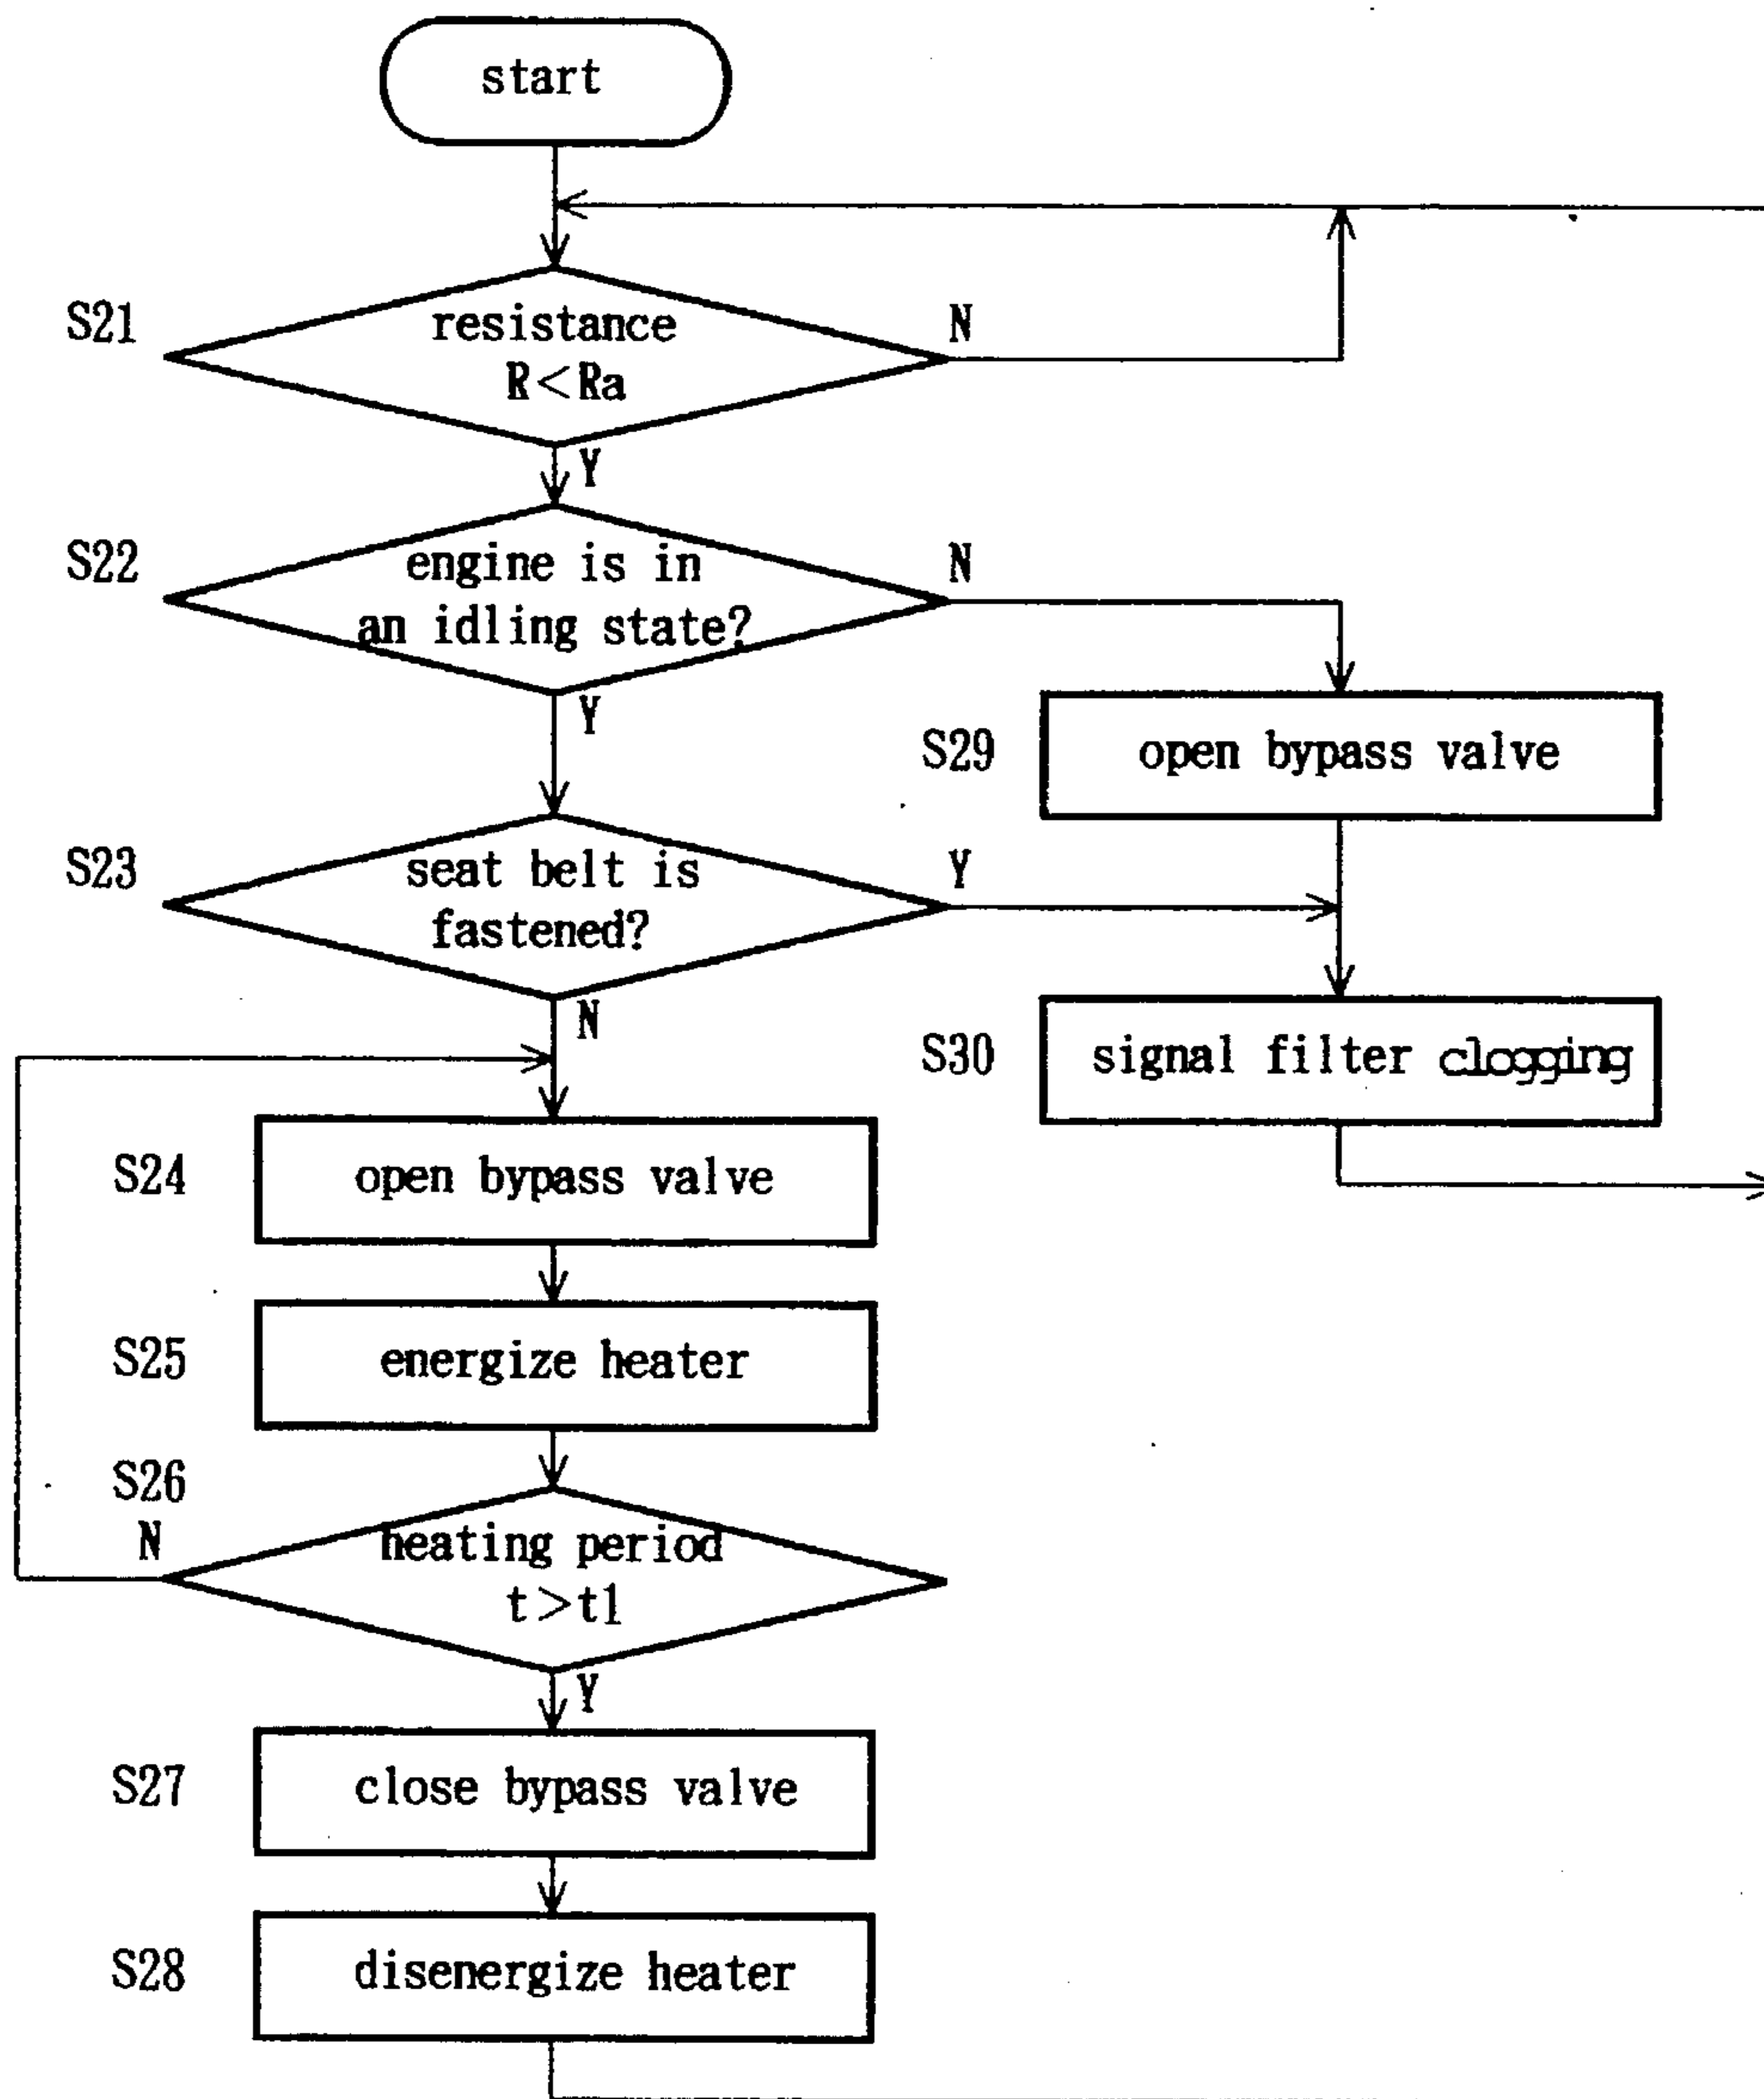 start
S21
resistance
R<Ra
N
Y
S22
engine is in
an idling state?
N
Y
S29
open bypass valve
S23
seat belt is
fastened?
Y
N
S30
signal filter clogging
S24
open bypass valve
S25
energize heater
S26
N
heating period
t>t1
Y
S27
close bypass valve
S28
disenergize heater